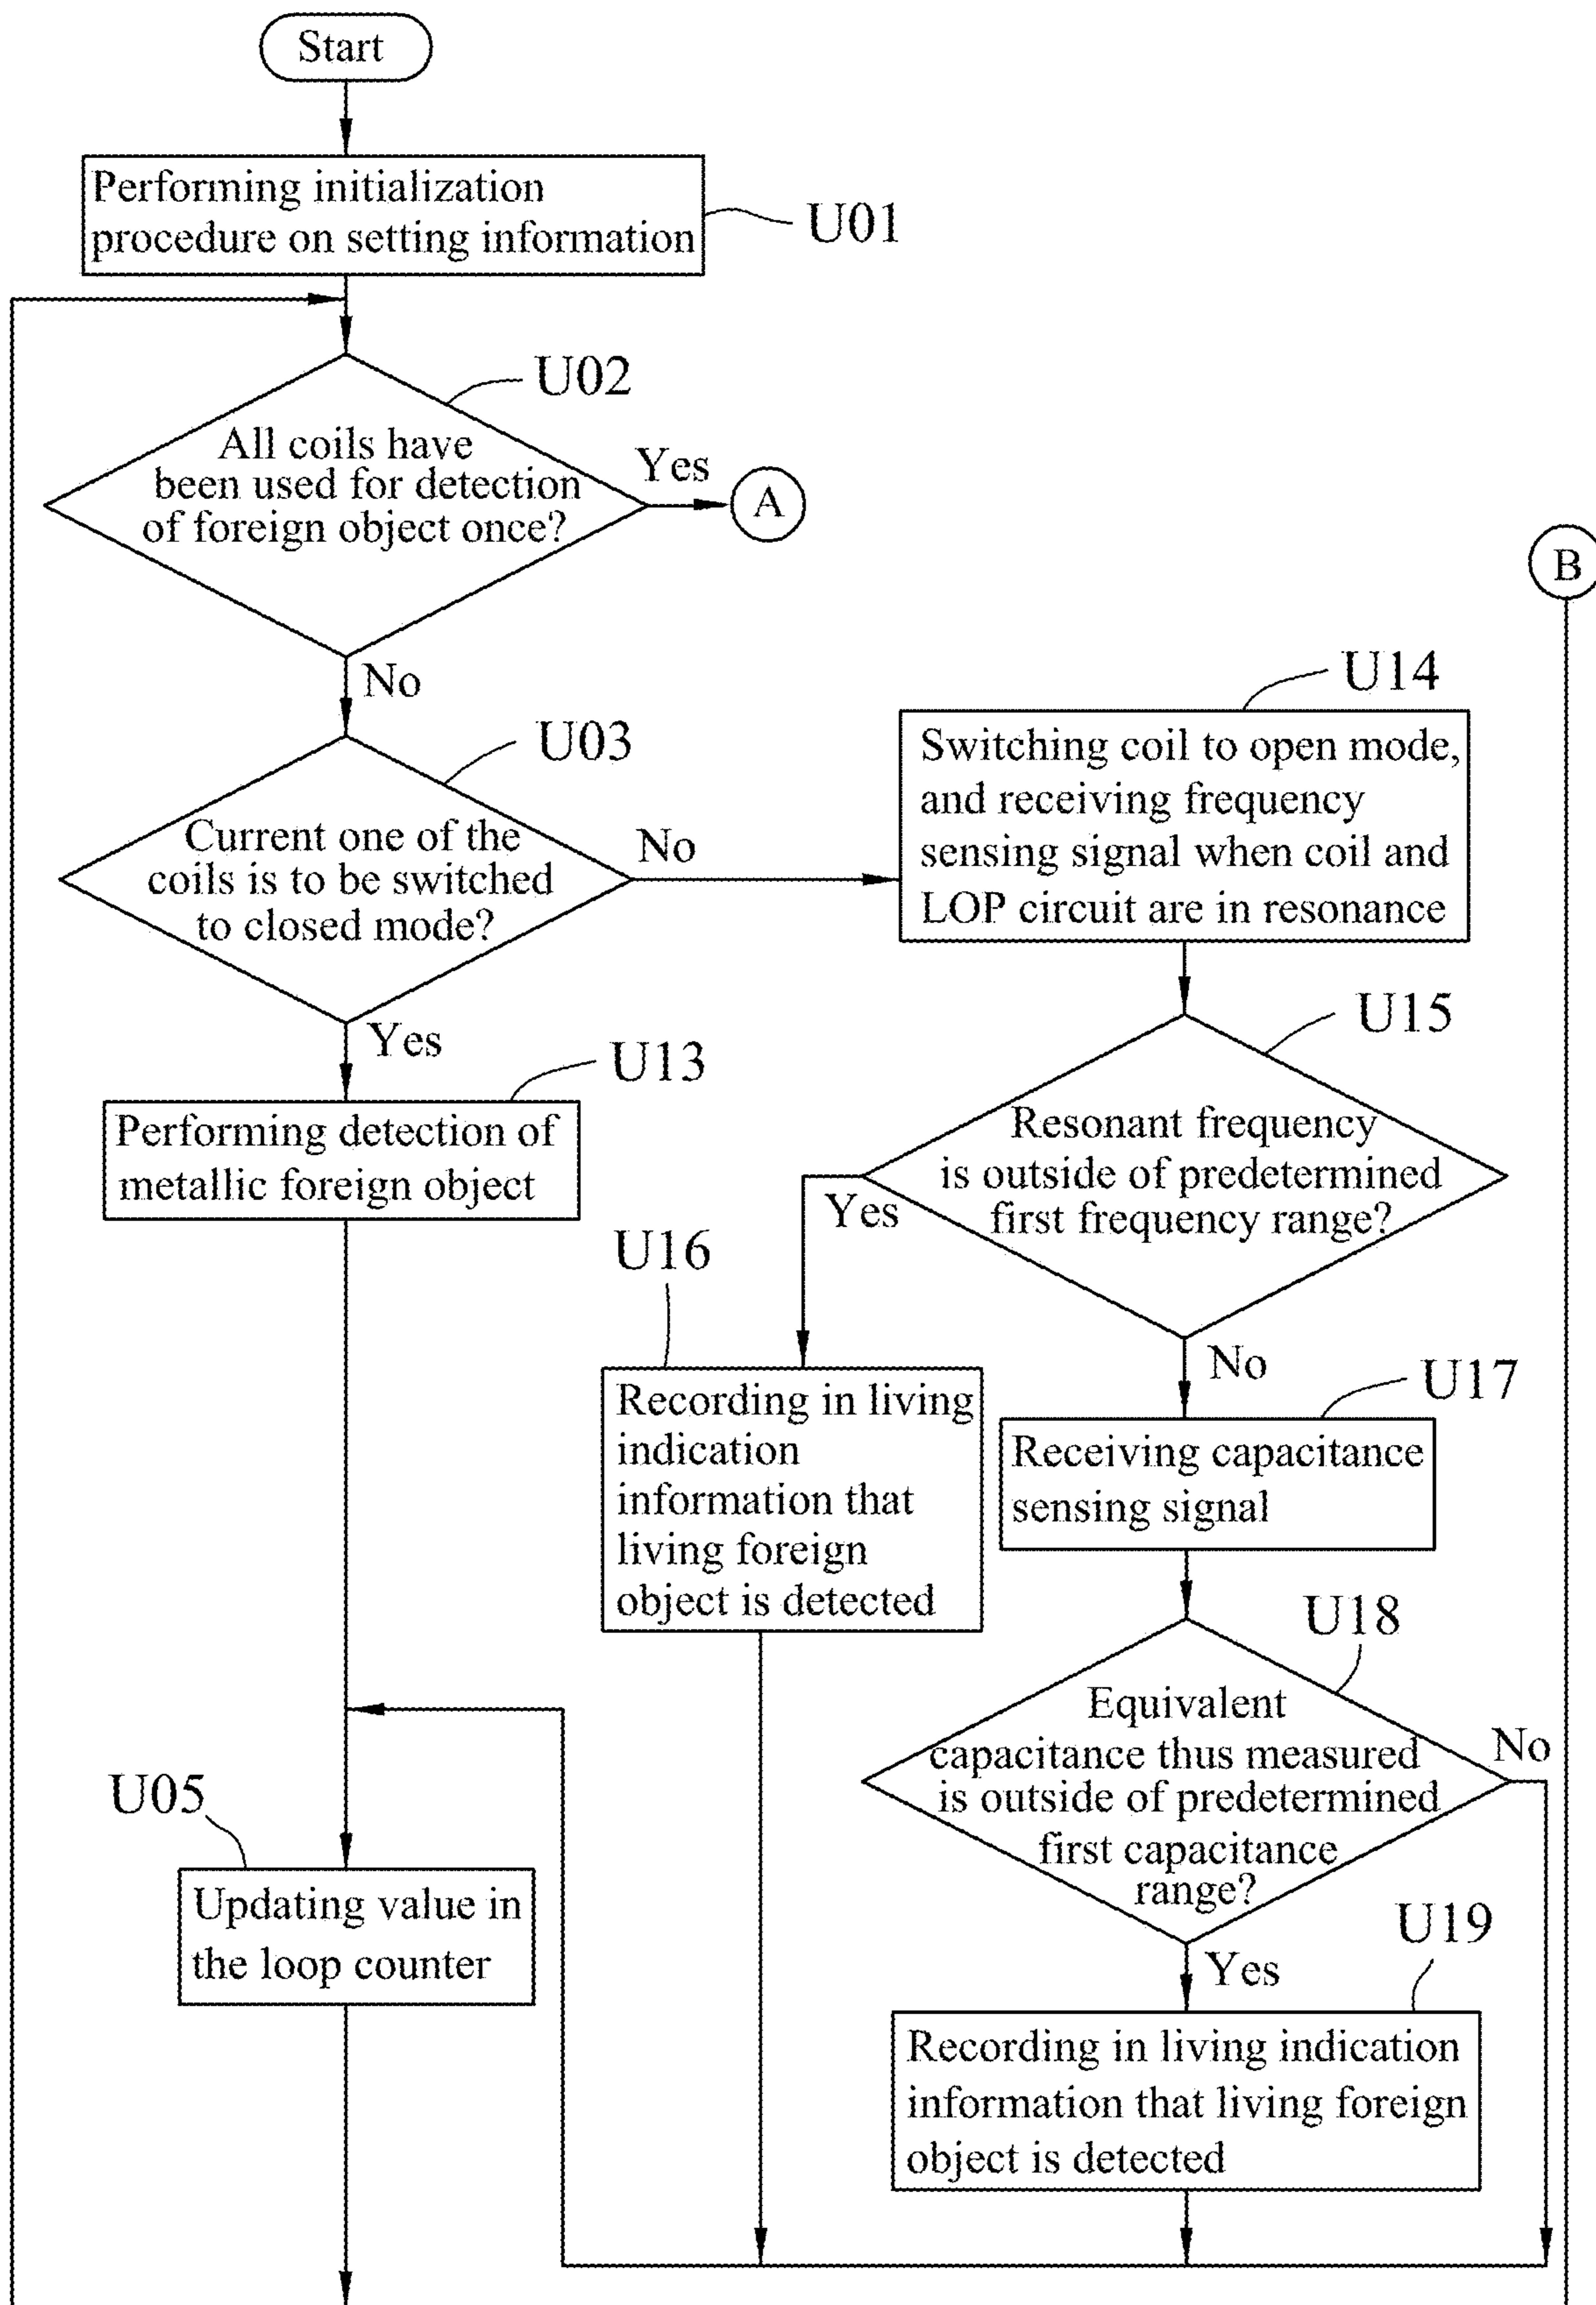 Start
Performing initialization
procedure on setting information
U01
U02
All coils have
been used for detection
of foreign object once?
Yes
A
B
No
U03
Current one of the
coils is to be switched
to closed mode?
No
U14
Switching coil to open mode,
and receiving frequency
sensing signal when coil and
LOP circuit are in resonance
Yes
U13
Performing detection of
metallic foreign object
U15
Resonant frequency
is outside of predetermined
first frequency range?
Yes
U16
Recording in living
indication
information that
living foreign
object is detected
No
U17
Receiving capacitance
sensing signal
U18
Equivalent
capacitance thus measured
is outside of predetermined
first capacitance
range?
No
U05
Updating value in
the loop counter
Yes
U19
Recording in living indication
information that living foreign
object is detected